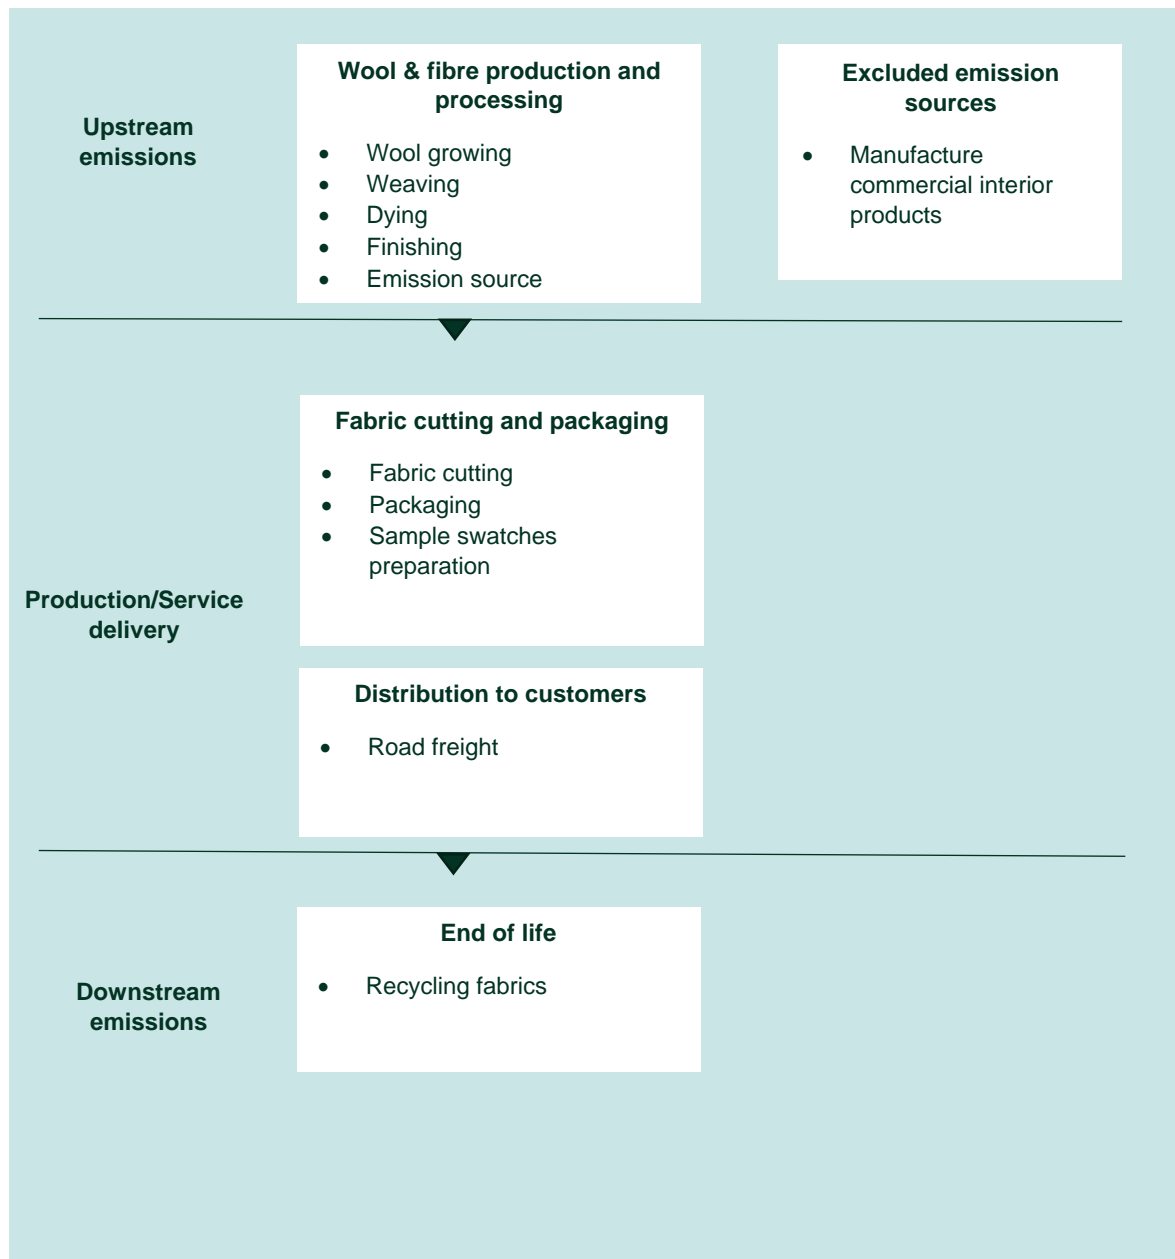 Upstream
emissions
Wool & fibre production and
processing
• Wool growing
• Weaving
• Dying
• Finishing
• Emission source
Excluded emission
sources
• Manufacture
commercial interior
products
Production/Service
delivery
Fabric cutting and packaging
• Fabric cutting
• Packaging
• Sample swatches
preparation
Distribution to customers
• Road freight
Downstream
emissions
End of life
• Recycling fabrics